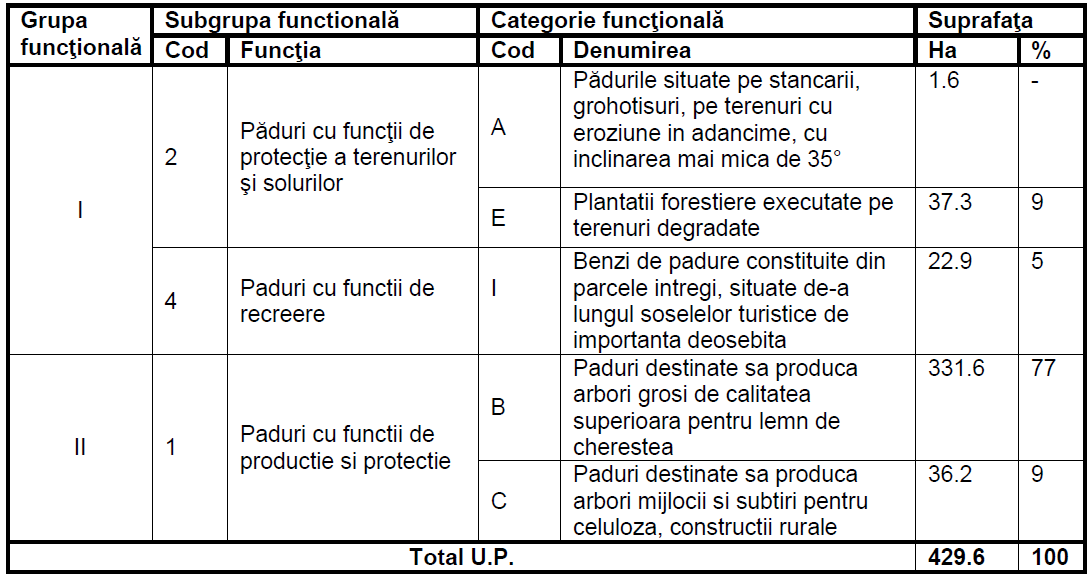 Grupa funcţională
Subgrupa functională
Categorie funcţională
Suprafaţa
Cod
Funcţia
Cod
Denumirea
Ha
%
I
2
Păduri cu funcţii de
protecţie a terenurilor
şi solurilor
A
Pădurile situate pe stancarii,
grohotisuri, pe terenuri cu
eroziune in adancime, cu
inclinarea mai mica de 35°
1.6
-
E
Plantatii forestiere executate pe
terenuri degradate
37.3
9
4
Paduri cu functii de
recreere
I
Benzi de padure constituite din
parcele intregi, situate de-a
lungul soselelor turistice de
importanta deosebita
22.9
5
II
1
Paduri cu functii de
productie si protectie
B
Paduri destinate sa produca
arbori grosi de calitatea
superioara pentru lemn de
cherestea
331.6
77
C
Paduri destinate sa produca
arbori mijlocii si subtiri pentru
celuloza, constructii rurale
36.2
9
Total U.P.
429.6
100